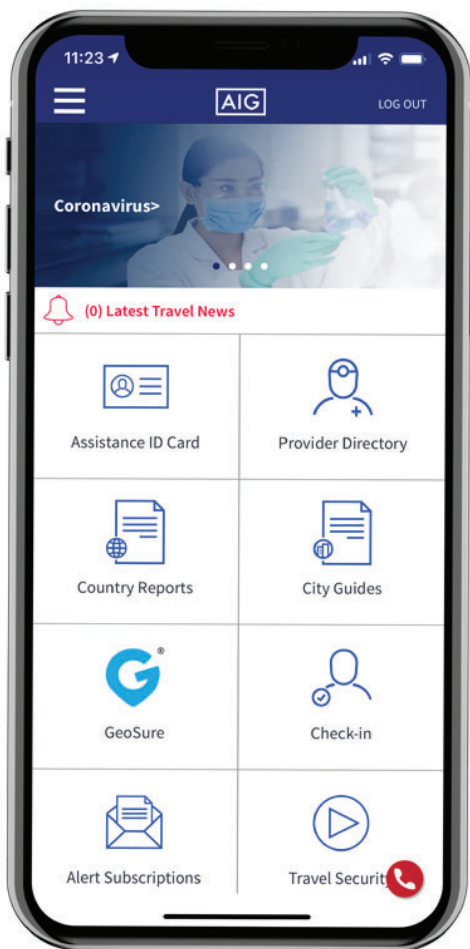 11:23
AIG
LOG OUT
Coronavirus>
(0) Latest Travel News
Assistance ID Card
Provider Directory
Country Reports
City Guides
G®
GeoSure
Check-in
Alert Subscriptions
Travel Securit